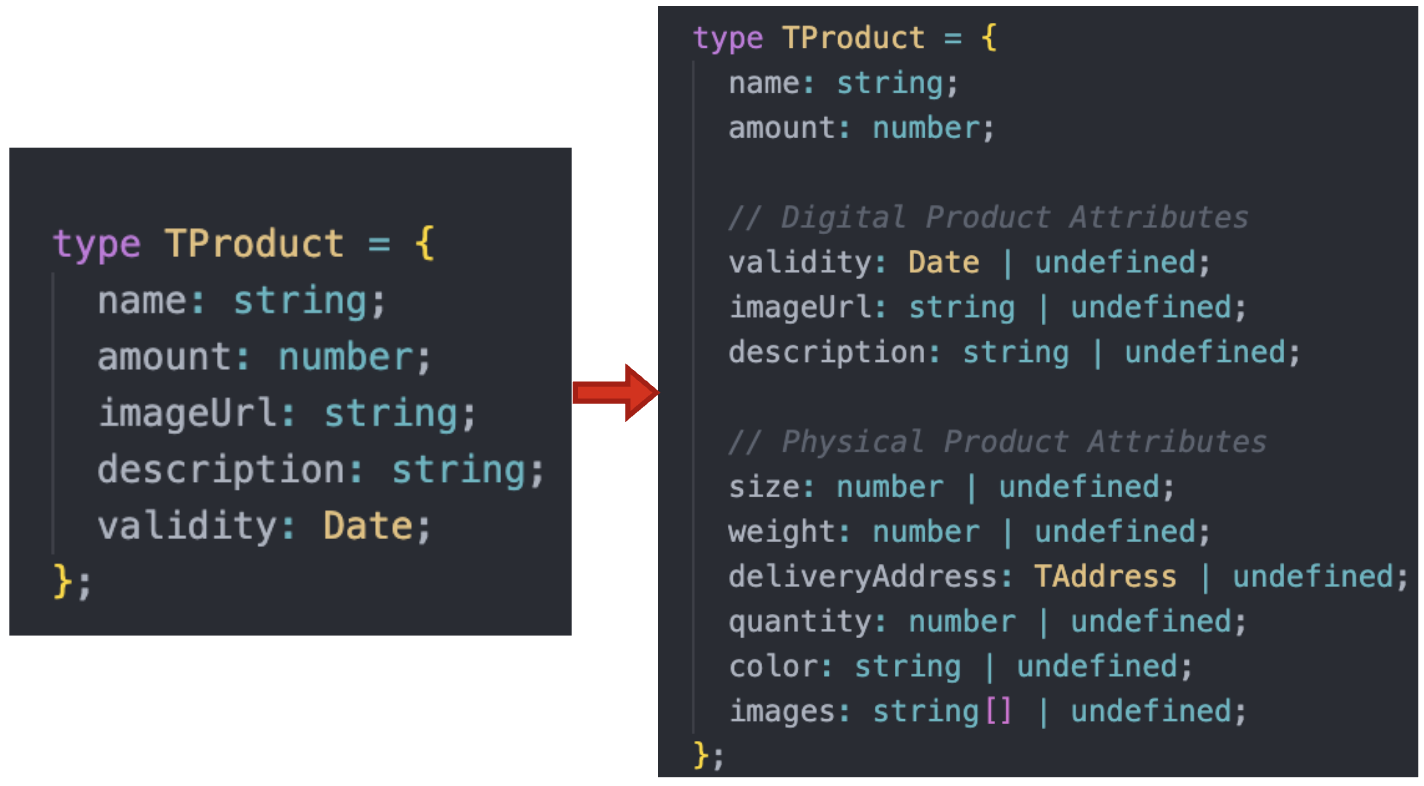 type TProduct = {
name: string;
amount: number;
imageUrl: string;
description: string;
validity: Date;
};
type TProduct = {
name: string;
amount: number;
// Digital Product Attributes
validity: Date | undefined;
imageUrl: string | undefined;
description: string | undefined;
// Physical Product Attributes
size: number | undefined;
weight: number | undefined;
deliveryAddress: TAddress | undefined;
quantity: number | undefined;
color: string | undefined;
images: string[] | undefined;
};